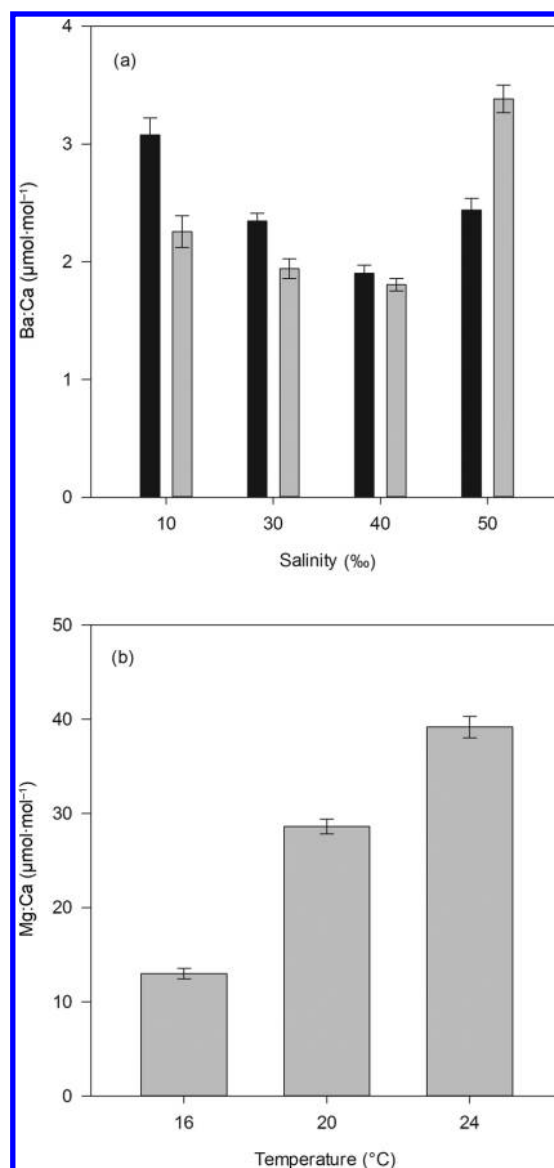 4
(a)
3
2
1
0
Ba:Ca (µmol·mol⁻¹)
10 30 40 50
Salinity (‰)
50
(b)
40
30
20
10
0
Mg:Ca (µmol·mol⁻¹)
16 20 24
Temperature (°C)